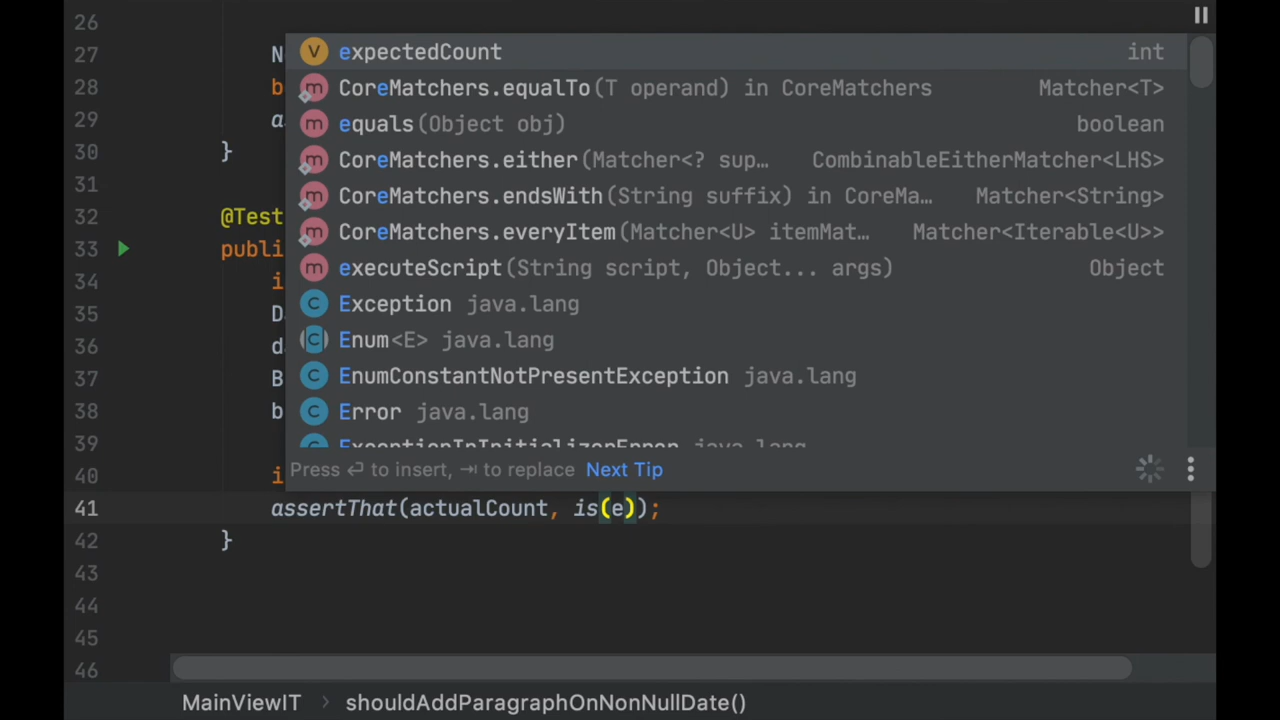 26
27 N
V expectedCount int
28 b
m CoreMatchers.equalTo(T operand) in CoreMatchers Matcher<T>
29 a
m equals(Object obj) boolean
30 }
m CoreMatchers.either(Matcher<? sup… CombinableEitherMatcher<LHS>
31
m CoreMatchers.endsWith(String suffix) in CoreMa… Matcher<String>
32 @Test
m CoreMatchers.everyItem(Matcher<U> itemMat… Matcher<Iterable<U>>
33 publi
m executeScript(String script, Object... args) Object
34 i
C Exception java.lang
35 D
C Enum<E> java.lang
36 d
37 B
C EnumConstantNotPresentException java.lang
38 b
C Error java.lang
39
C ExceptionInInitializerError java.lang
40 i
Press ↵ to insert, ⇥ to replace Next Tip
41 assertThat(actualCount, is(e));
42 }
43
44
45
46
MainViewIT › shouldAddParagraphOnNonNullDate()